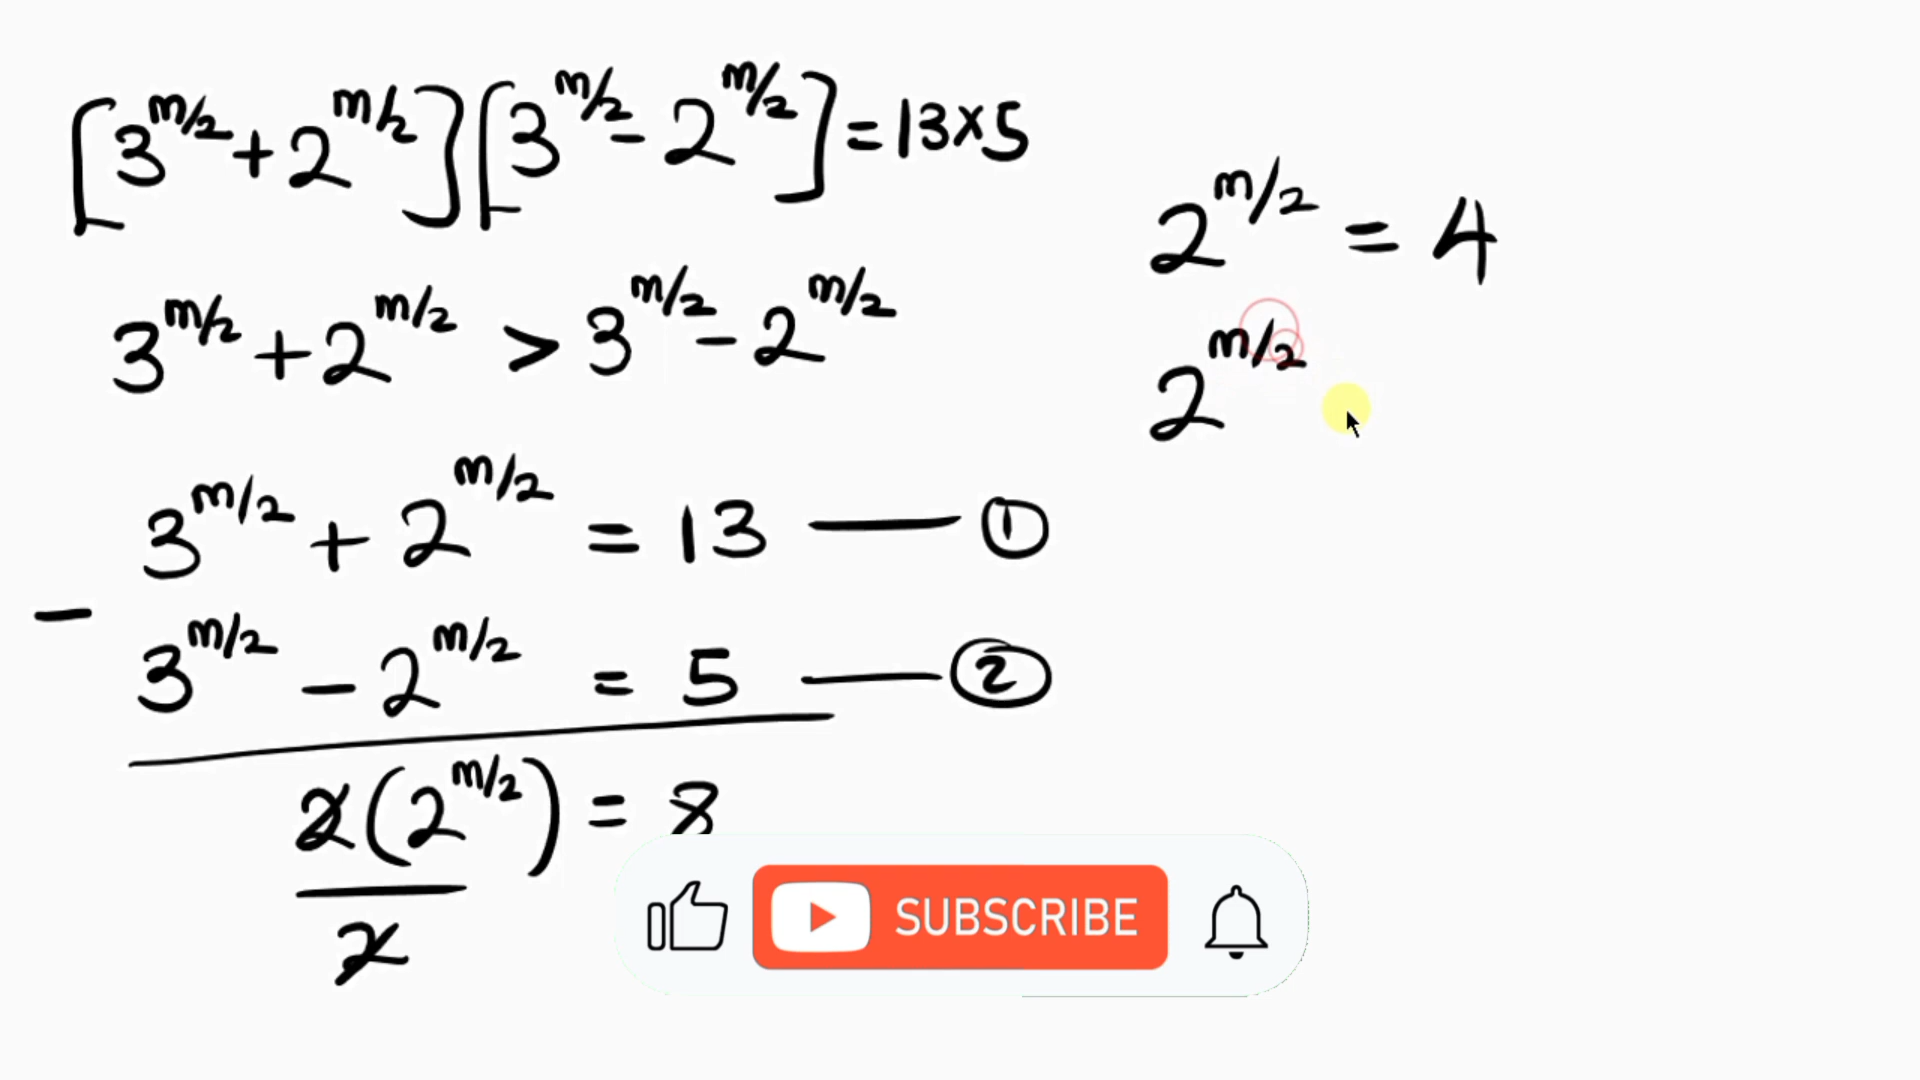 [3^{m/2} + 2^{m/2}] [3^{m/2} - 2^{m/2}] = 13 × 5
3^{m/2} + 2^{m/2} > 3^{m/2} - 2^{m/2}
3^{m/2} + 2^{m/2} = 13 — ①
- 3^{m/2} - 2^{m/2} = 5 — ②
2(2^{m/2}) = 8
2
2^{m/2} = 4
2^{m/2}
SUBSCRIBE